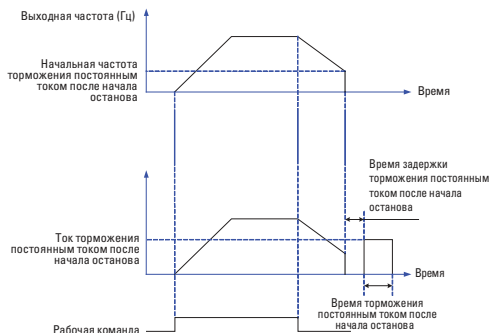 Выходная частота (Гц)
Начальная частота
торможения постоянным
током после начала
останова
Время
Время задержки
торможения постоянным
током после начала
останова
Ток торможения
постоянным током после
начала останова
Время
Время торможения
постоянным током после
начала останова
Рабочая команда